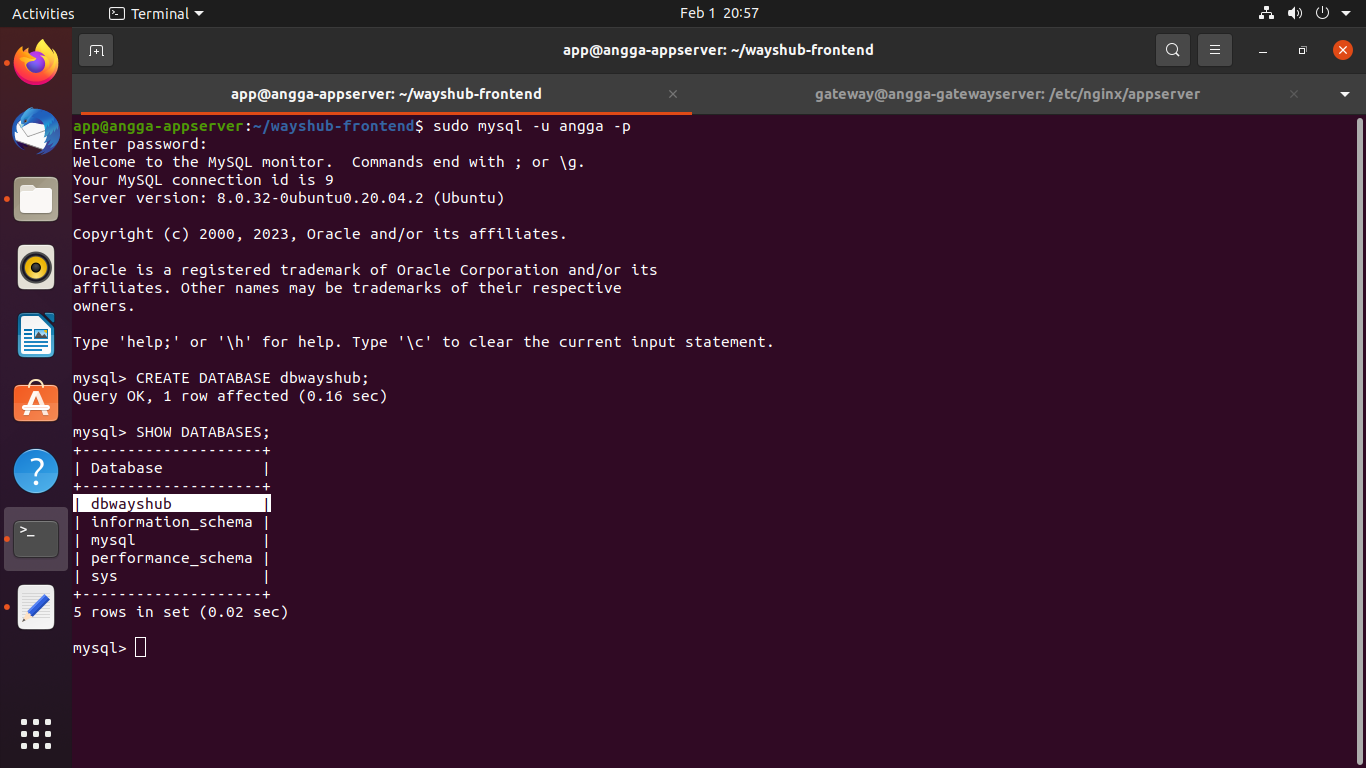 Activities
Terminal
Feb 1 20:57
app@angga-appserver: ~/wayshub-frontend
app@angga-appserver: ~/wayshub-frontend
gateway@angga-gatewayserver: /etc/nginx/appserver
app@angga-appserver:~/wayshub-frontend$ sudo mysql -u angga -p
Enter password:
Welcome to the MySQL monitor.  Commands end with ; or \g.
Your MySQL connection id is 9
Server version: 8.0.32-0ubuntu0.20.04.2 (Ubuntu)
Copyright (c) 2000, 2023, Oracle and/or its affiliates.
Oracle is a registered trademark of Oracle Corporation and/or its
affiliates. Other names may be trademarks of their respective
owners.
Type 'help;' or '\h' for help. Type '\c' to clear the current input statement.
mysql> CREATE DATABASE dbwayshub;
Query OK, 1 row affected (0.16 sec)
mysql> SHOW DATABASES;
+--------------------+
| Database           |
+--------------------+
| dbwayshub          |
| information_schema |
| mysql              |
| performance_schema |
| sys                |
+--------------------+
5 rows in set (0.02 sec)
mysql>